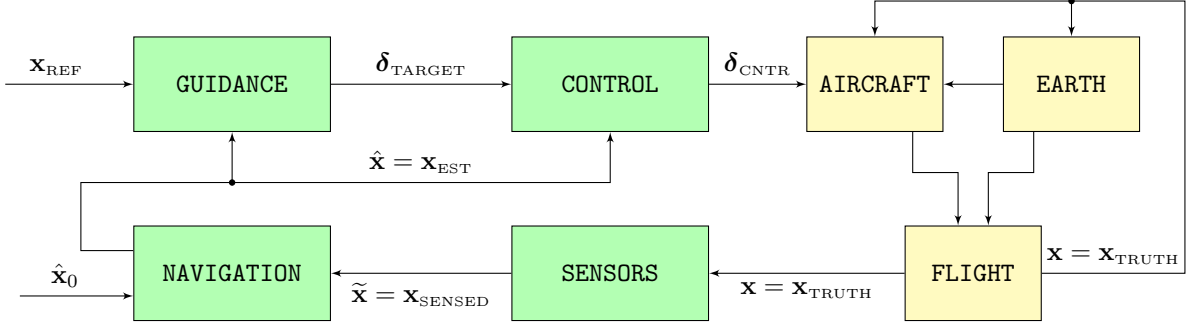 x_REF
GUIDANCE
δ_TARGET
CONTROL
δ_CNTR
AIRCRAFT
EARTH
x̂ = x_EST
x̂_0
NAVIGATION
x̃ = x_SENSED
SENSORS
x = x_TRUTH
FLIGHT
x = x_TRUTH